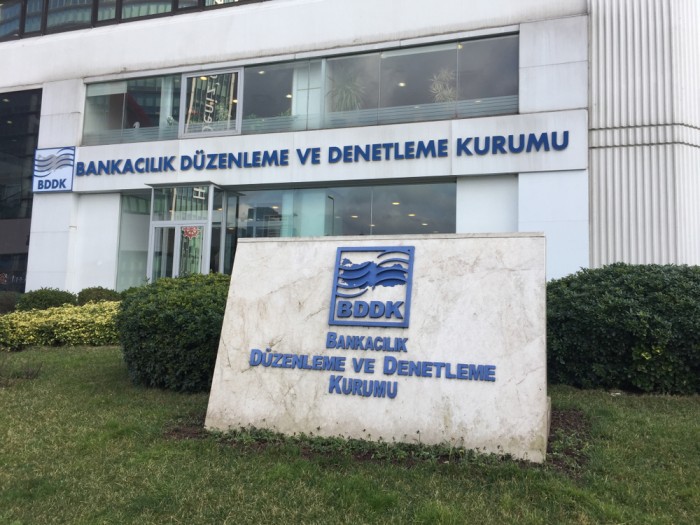 BDDK
BANKACILIK DÜZENLEME VE DENETLEME KURUMU
BDDK
BANKACILIK
DÜZENLEME VE DENETLEME
KURUMU